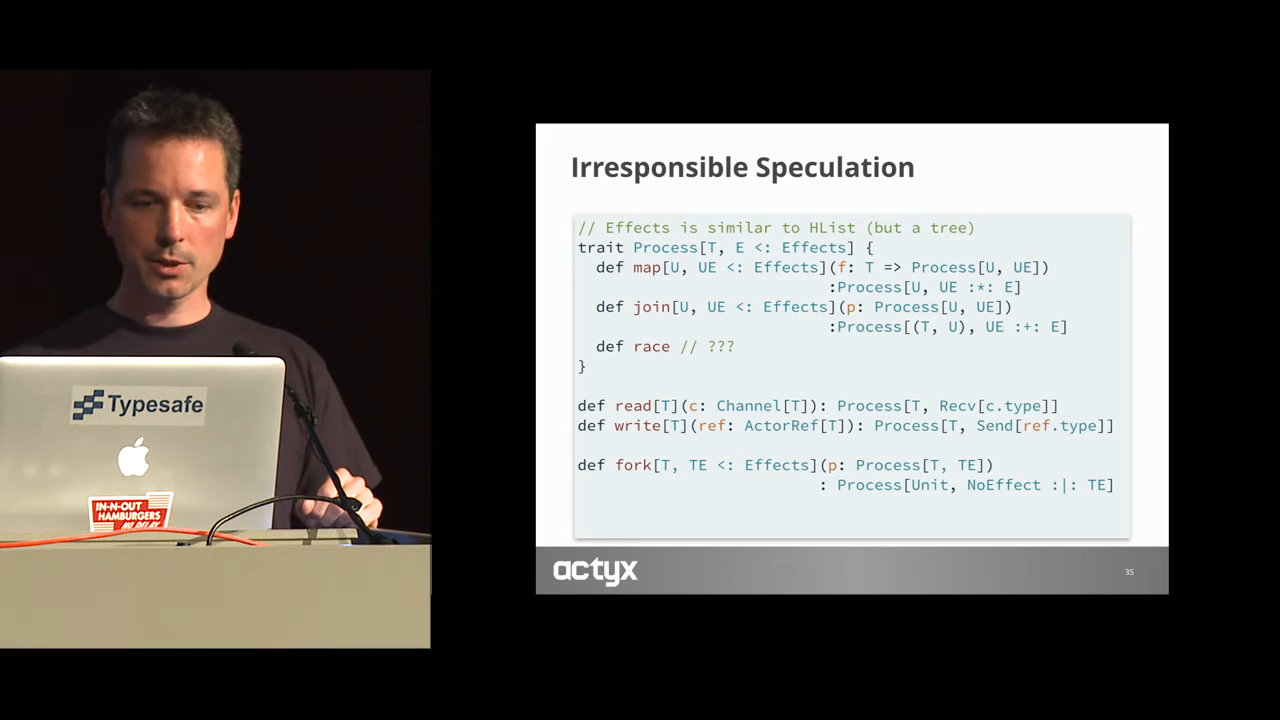 Irresponsible Speculation
// Effects is similar to HList (but a tree)
trait Process[T, E <: Effects] {
def map[U, UE <: Effects](f: T => Process[U, UE])
:Process[U, UE :*: E]
def join[U, UE <: Effects](p: Process[U, UE])
:Process[(T, U), UE :+: E]
def race // ???
}
def read[T](c: Channel[T]): Process[T, Recv[c.type]]
def write[T](ref: ActorRef[T]): Process[T, Send[ref.type]]
def fork[T, TE <: Effects](p: Process[T, TE])
: Process[Unit, NoEffect :|: TE]
actyx
35
Typesafe
IN-N-OUT
HAMBURGERS
NO DELAY